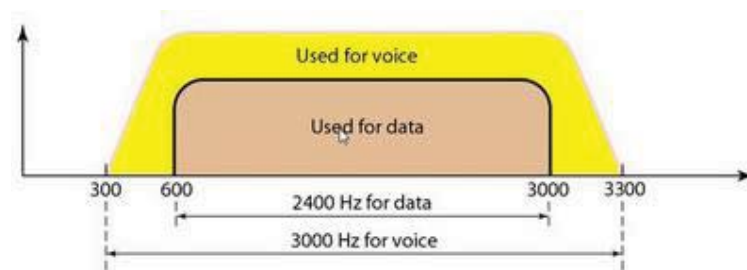 Used for voice
Used for data
300 600 3000 3300
2400 Hz for data
3000 Hz for voice